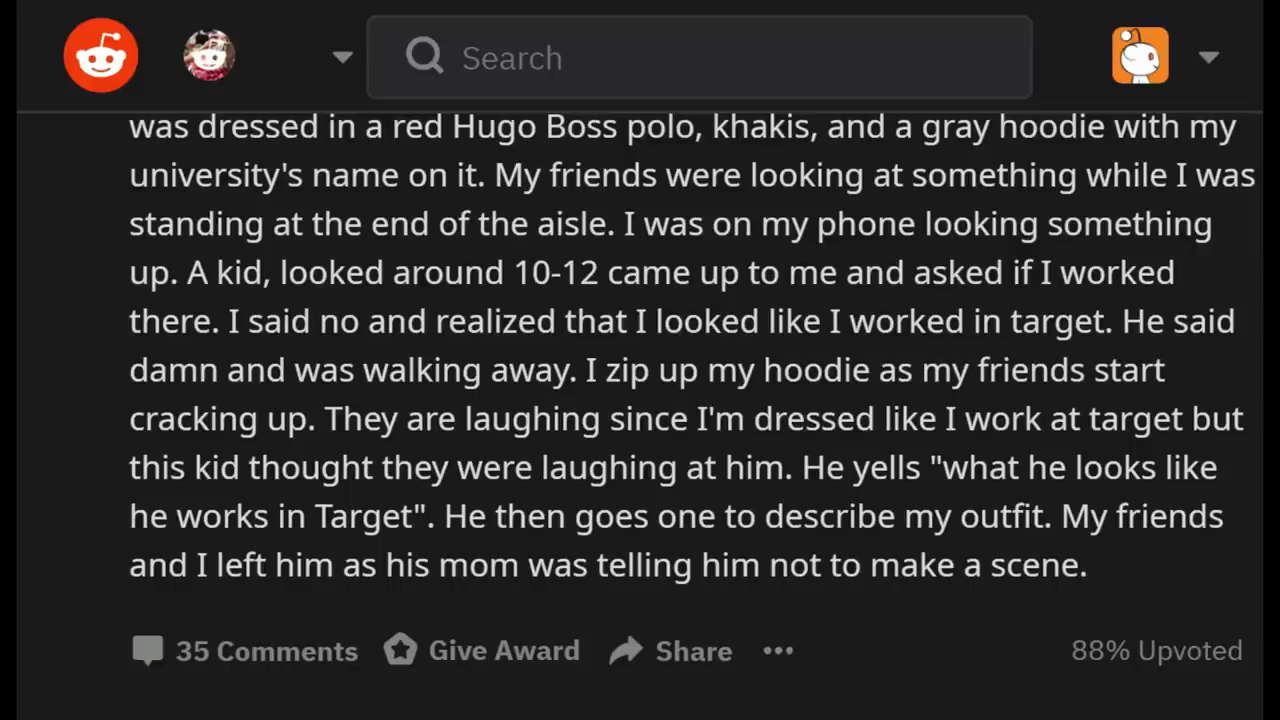 Search
was dressed in a red Hugo Boss polo, khakis, and a gray hoodie with my
university's name on it. My friends were looking at something while I was
standing at the end of the aisle. I was on my phone looking something
up. A kid, looked around 10-12 came up to me and asked if I worked
there. I said no and realized that I looked like I worked in target. He said
damn and was walking away. I zip up my hoodie as my friends start
cracking up. They are laughing since I'm dressed like I work at target but
this kid thought they were laughing at him. He yells "what he looks like
he works in Target". He then goes one to describe my outfit. My friends
and I left him as his mom was telling him not to make a scene.
35 Comments Give Award Share ••• 88% Upvoted